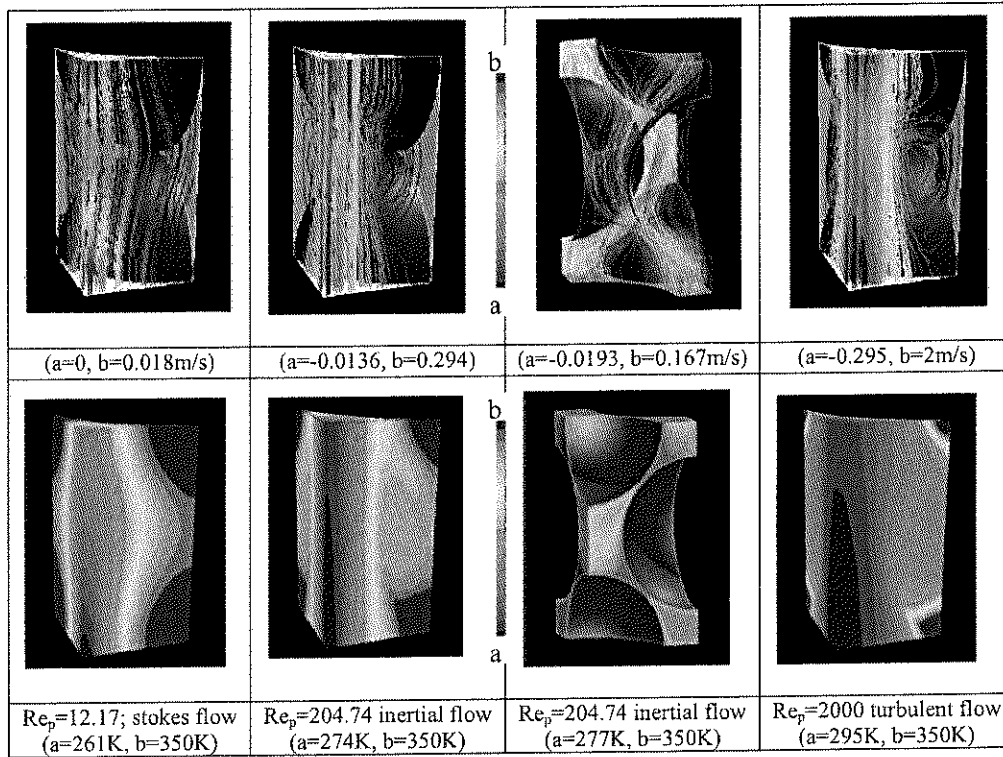 b
a
(a=0, b=0.018m/s)
(a=-0.0136, b=0.294)
(a=-0.0193, b=0.167m/s)
(a=-0.295, b=2m/s)
b
a
Reₚ=12.17; stokes flow
(a=261K, b=350K)
Reₚ=204.74 inertial flow
(a=274K, b=350K)
Reₚ=204.74 inertial flow
(a=277K, b=350K)
Reₚ=2000 turbulent flow
(a=295K, b=350K)